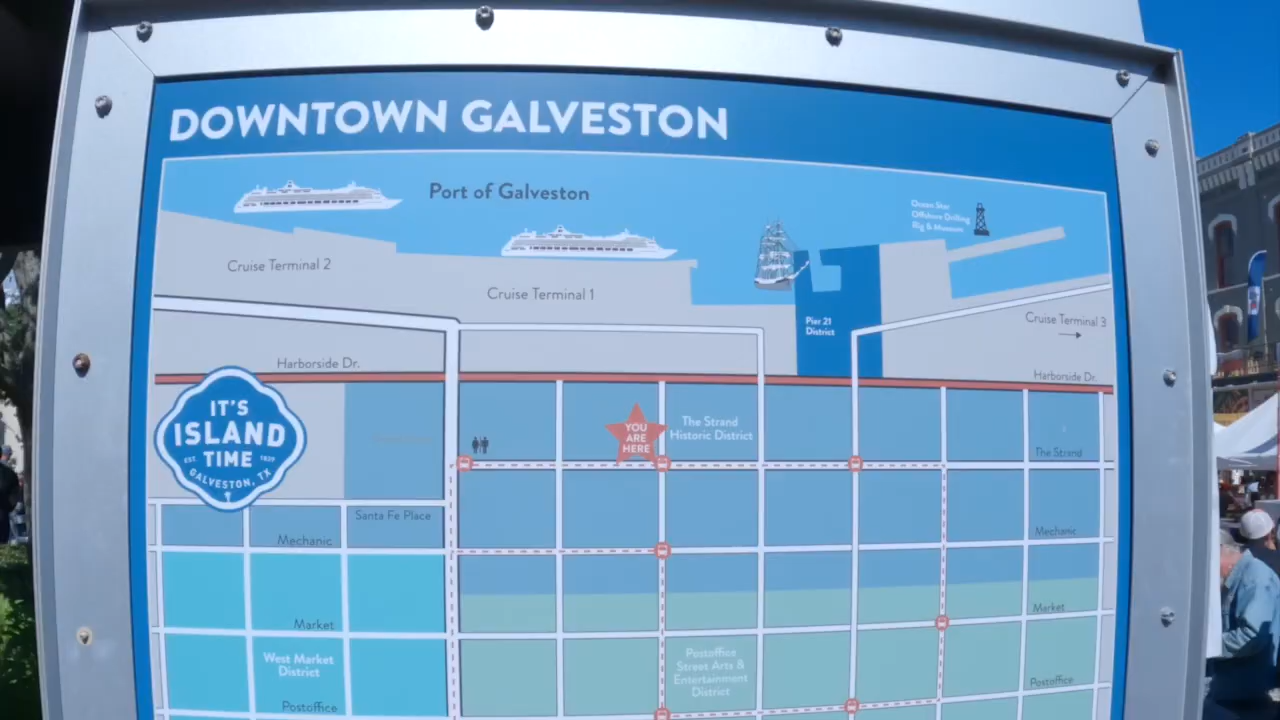 DOWNTOWN GALVESTON
Port of Galveston
Ocean Star
Offshore Drilling
Rig & Museum
Cruise Terminal 2
Cruise Terminal 1
Pier 21
District
Cruise Terminal 3
Harborside Dr.
Harborside Dr.
IT'S
ISLAND
TIME
EST. 1839
GALVESTON, TX
YOU
ARE
HERE
The Strand
Historic District
The Strand
Santa Fe Place
Mechanic
Mechanic
Market
Market
West Market
District
Postoffice
Street Arts &
Entertainment
District
Postoffice
Postoffice